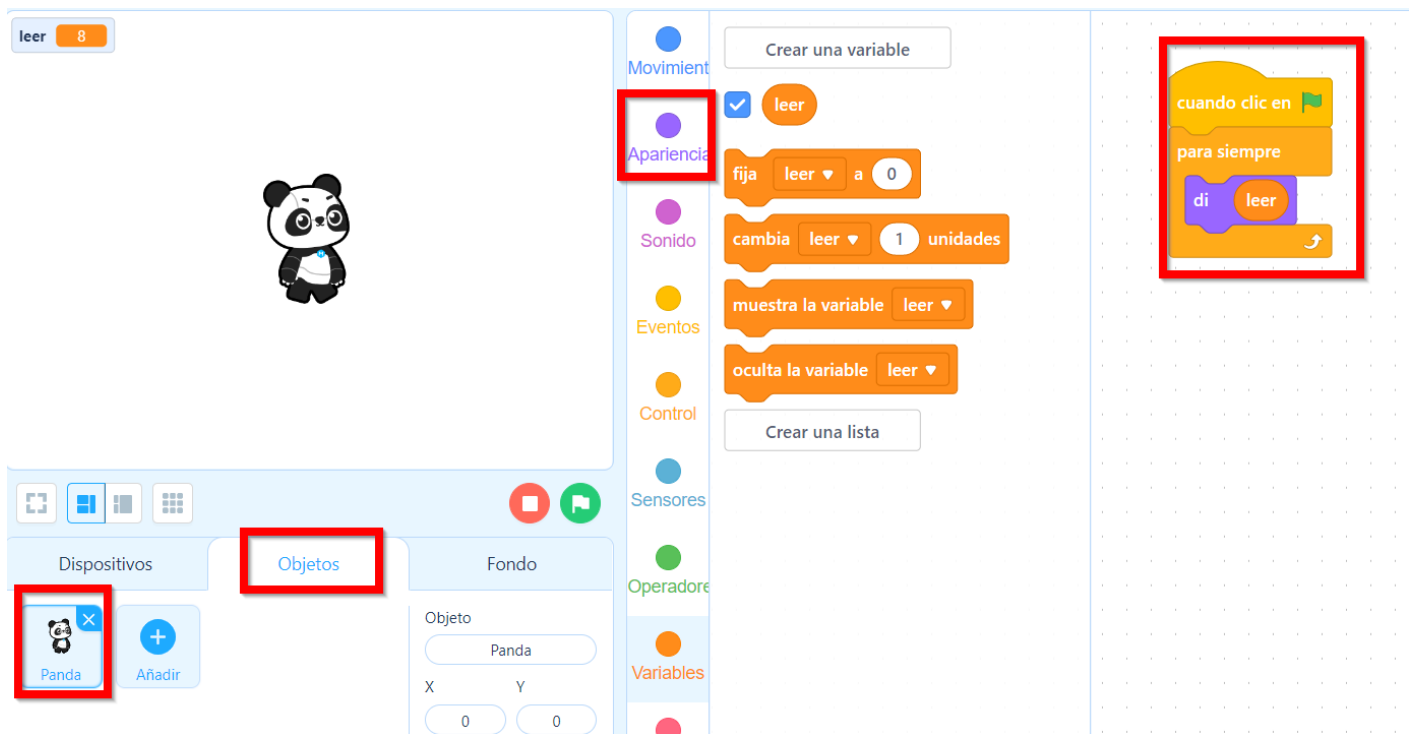 leer 8
Dispositivos
Objetos
Fondo
Panda
Añadir
Objeto
Panda
X Y
0 0
Movimient
Apariencia
Sonido
Eventos
Control
Sensores
Operadore
Variables
Crear una variable
leer
fija leer a 0
cambia leer 1 unidades
muestra la variable leer
oculta la variable leer
Crear una lista
cuando clic en
para siempre
di leer